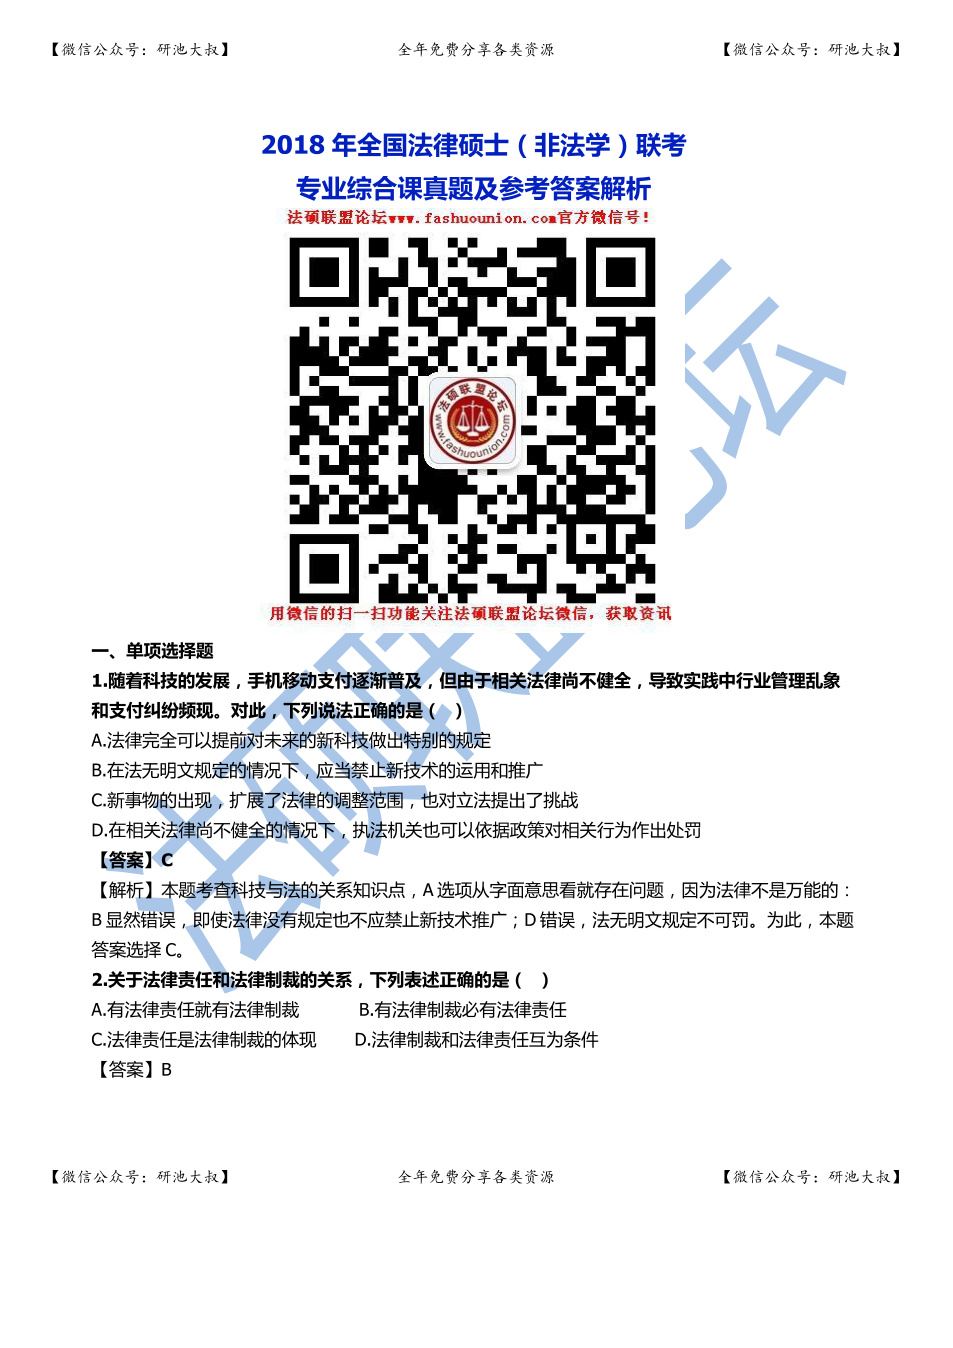 【微信公众号：研池大叔】 全年免费分享各类资源 【微信公众号：研池大叔】
2018 年全国法律硕士（非法学）联考
专业综合课真题及参考答案解析
法硕联盟论坛www.fashuounion.com官方微信号！
法硕联盟论坛
www.fashuounion.com
用微信的扫一扫功能关注法硕联盟论坛微信，获取资讯
法硕联盟论坛
一、单项选择题
1.随着科技的发展，手机移动支付逐渐普及，但由于相关法律尚不健全，导致实践中行业管理乱象
和支付纠纷频现。对此，下列说法正确的是（ ）
A.法律完全可以提前对未来的新科技做出特别的规定
B.在法无明文规定的情况下，应当禁止新技术的运用和推广
C.新事物的出现，扩展了法律的调整范围，也对立法提出了挑战
D.在相关法律尚不健全的情况下，执法机关也可以依据政策对相关行为作出处罚
【答案】C
【解析】本题考查科技与法的关系知识点，A 选项从字面意思看就存在问题，因为法律不是万能的：
B 显然错误，即使法律没有规定也不应禁止新技术推广；D 错误，法无明文规定不可罚。为此，本题
答案选择 C。
2.关于法律责任和法律制裁的关系，下列表述正确的是（ ）
A.有法律责任就有法律制裁 B.有法律制裁必有法律责任
C.法律责任是法律制裁的体现 D.法律制裁和法律责任互为条件
【答案】B
【微信公众号：研池大叔】 全年免费分享各类资源 【微信公众号：研池大叔】